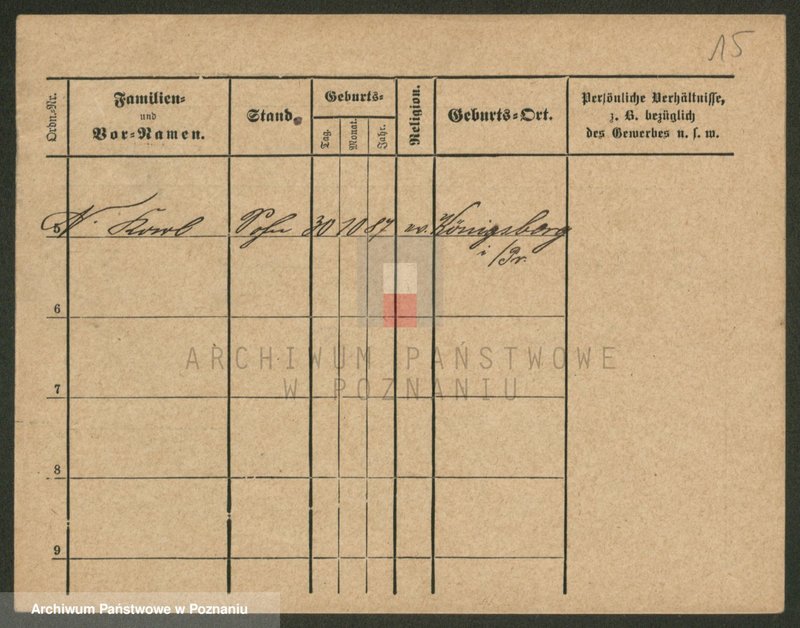 15
Ordn.-Nr.
Familien-
und
Vor-Namen.
Stand.
Geburts-
Tag.
Monat.
Jahr.
Religion.
Geburts-Ort.
Persönliche Verhältnisse,
z. B. bezüglich
des Gewerbes u. s. w.
Karl Sohn 30 10 87 ev. Königsberg
i/Pr.
6
ARCHIWUM PAŃSTWOWE
W POZNANIU
7
8
9
Archiwum Państwowe w Poznaniu